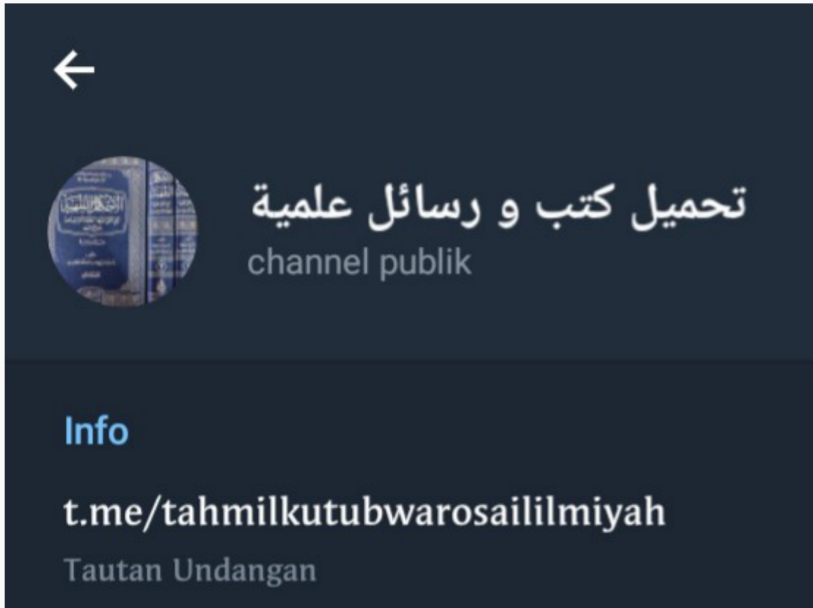 تحميل كتب و رسائل علمية
channel publik
Info
t.me/tahmilkutubwarosaililmiyah
Tautan Undangan